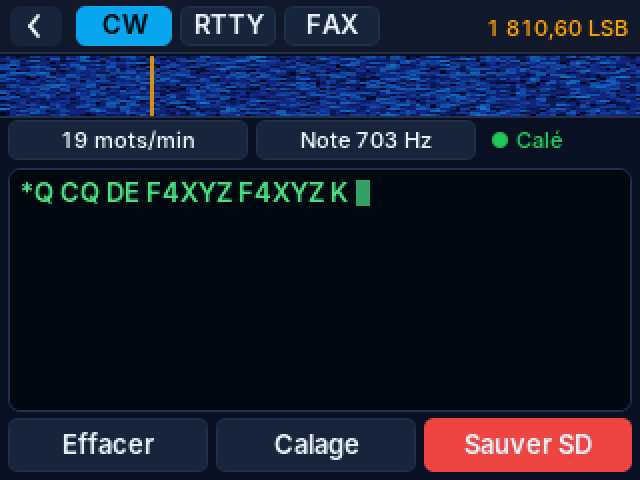 CW RTTY FAX 1 810,60 LSB
19 mots/min Note 703 Hz Calé
*Q CQ DE F4XYZ F4XYZ K
Effacer Calage Sauver SD